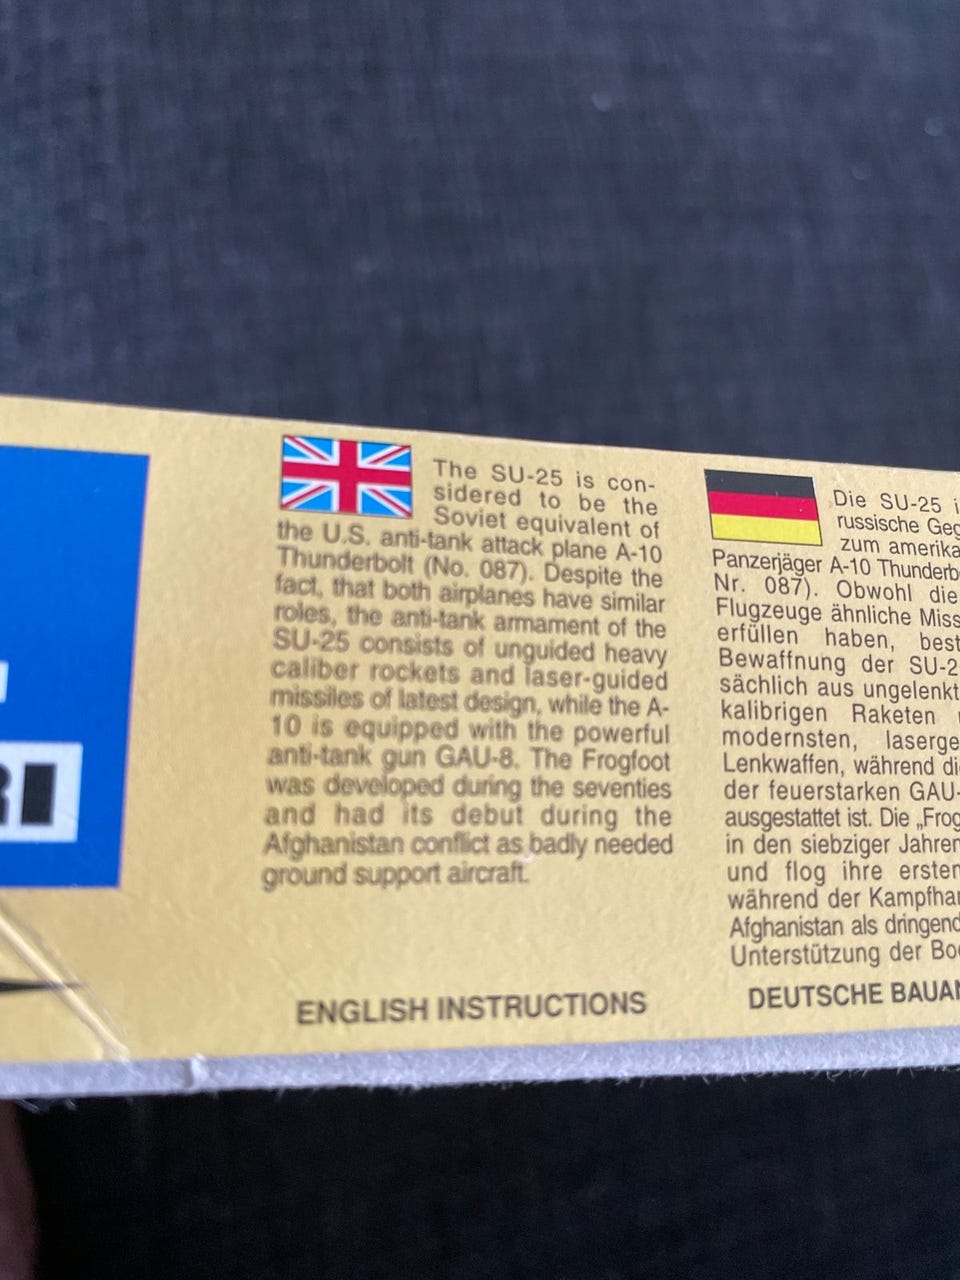 The SU-25 is con-
sidered to be the
Soviet equivalent of
the U.S. anti-tank attack plane A-10
Thunderbolt (No. 087). Despite the
fact, that both airplanes have similar
roles, the anti-tank armament of the
SU-25 consists of unguided heavy
caliber rockets and laser-guided
missiles of latest design, while the A-
10 is equipped with the powerful
anti-tank gun GAU-8. The Frogfoot
was developed during the seventies
and had its debut during the
Afghanistan conflict as badly needed
ground support aircraft.
ENGLISH INSTRUCTIONS
Die SU-25
russische
zum
Panzerjäger A-10
Nr. 087). Obwohl die
Flugzeuge ähnliche
erfüllen haben,
Bewaffnung der
sächlich aus
kalibrigen Raketen
modernsten,
Lenkwaffen, während
der feuerstarken
ausgestattet ist. Die
in den siebziger
und flog ihre
während der
Afghanistan als
Unterstützung der
DEUTSCHE